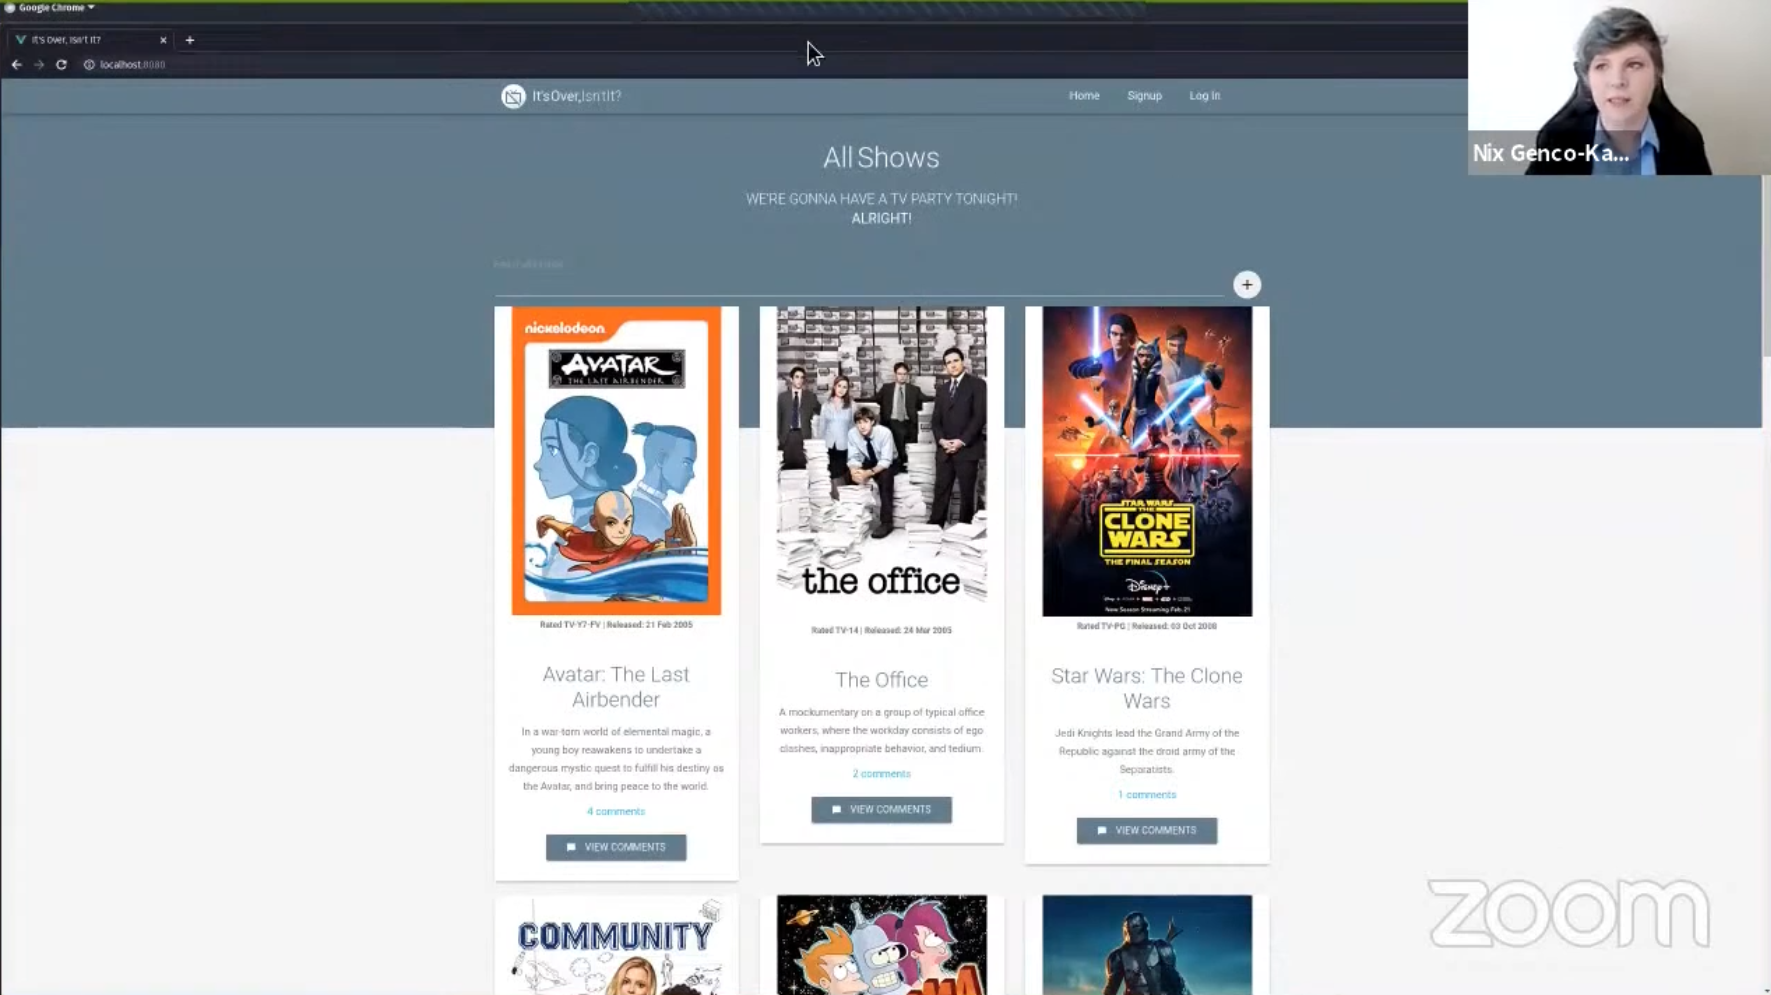 Google Chrome
It's Over, Isn't It?
localhost:8080
It's Over,Isn't It?
Home
Signup
Log In
Nix Genco-Ka...
All Shows
WE'RE GONNA HAVE A TV PARTY TONIGHT!
ALRIGHT!
nickelodeon
AVATAR
THE LAST AIRBENDER
Rated TV-Y7-FV | Released: 21 Feb 2005
Avatar: The Last
Airbender
In a war-torn world of elemental magic, a
young boy reawakens to undertake a
dangerous mystic quest to fulfill his destiny as
the Avatar, and bring peace to the world.
4 comments
VIEW COMMENTS
the office
Rated TV-14 | Released: 24 Mar 2005
The Office
A mockumentary on a group of typical office
workers, where the workday consists of ego
clashes, inappropriate behavior, and tedium.
2 comments
VIEW COMMENTS
STAR WARS
THE
CLONE
WARS
THE FINAL SEASON
Disney+
New Season Streaming Feb. 21
Rated TV-PG | Released: 03 Oct 2008
Star Wars: The Clone
Wars
Jedi Knights lead the Grand Army of the
Republic against the droid army of the
Separatists.
1 comments
VIEW COMMENTS
COMMUNITY
zoom